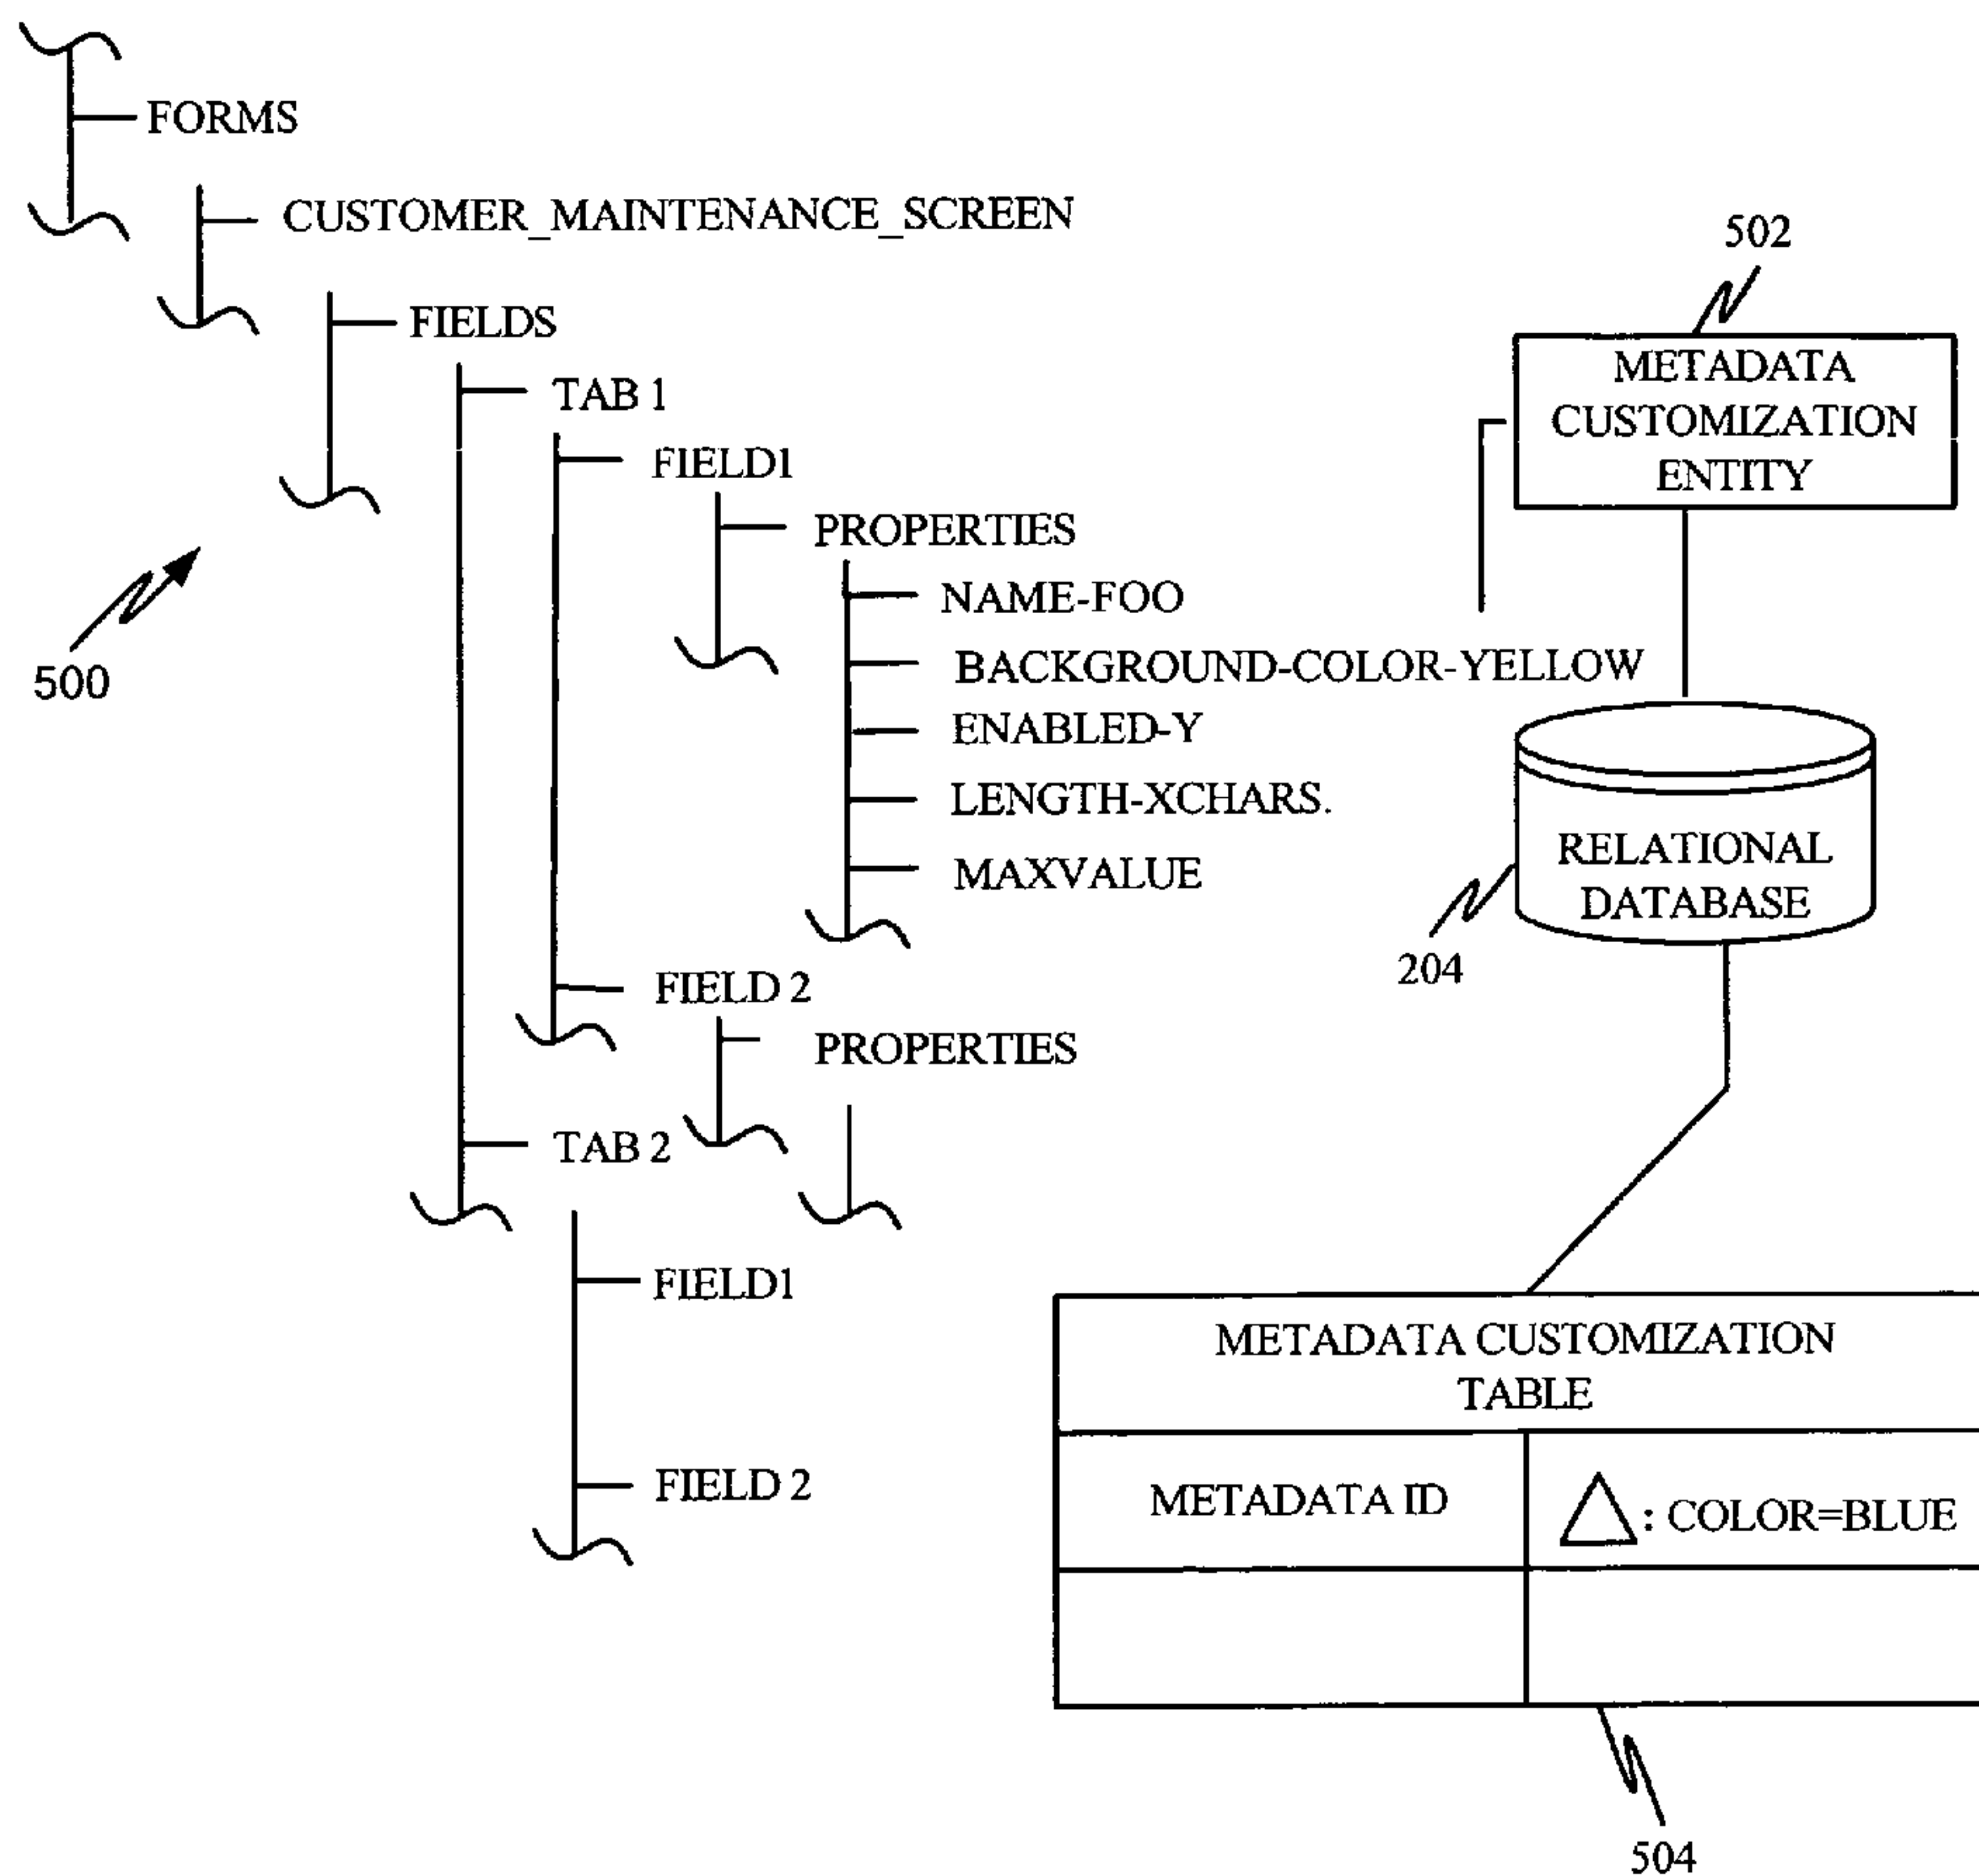 FORMS
CUSTOMER_MAINTENANCE_SCREEN
FIELDS
TAB 1
FIELD1
PROPERTIES
NAME-FOO
BACKGROUND-COLOR-YELLOW
ENABLED-Y
LENGTH-XCHARS.
MAXVALUE
FIELD 2
PROPERTIES
TAB 2
FIELD1
FIELD 2
500
502
METADATA
CUSTOMIZATION
ENTITY
RELATIONAL
DATABASE
204
METADATA CUSTOMIZATION
TABLE
METADATA ID
△: COLOR=BLUE
504